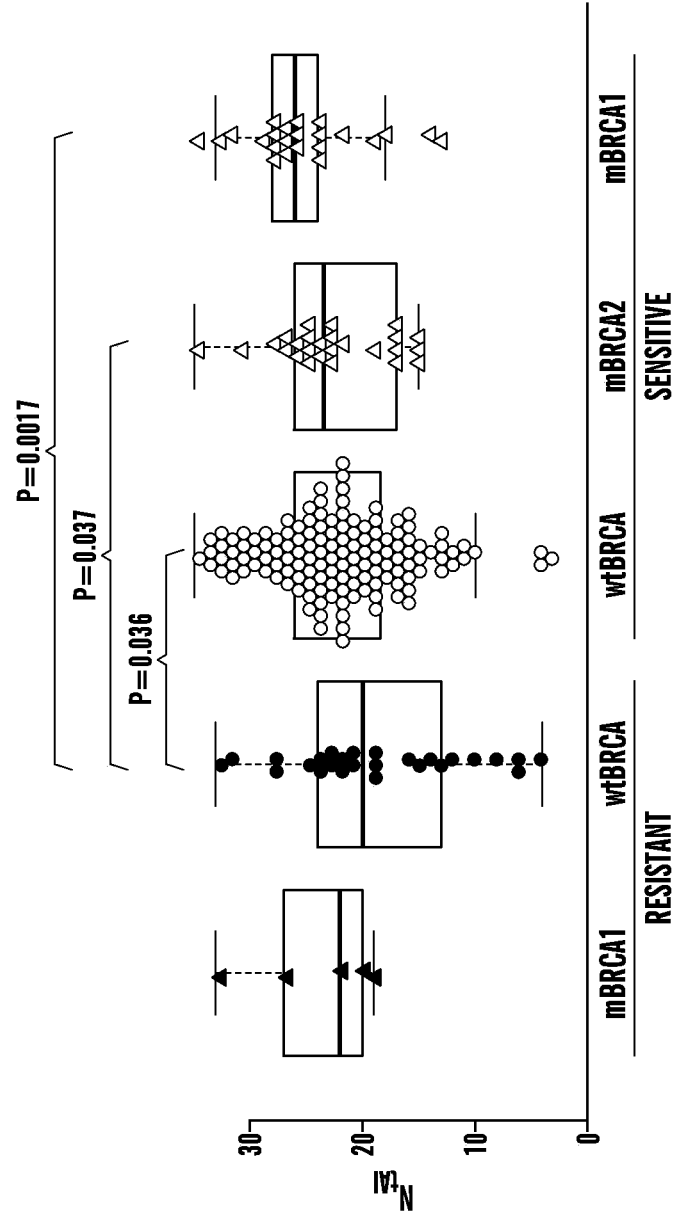 P=0.0017
P=0.037
P=0.036
N_tAI
30
20
10
0
mBRCA1
wtBRCA
wtBRCA
mBRCA2
mBRCA1
RESISTANT
SENSITIVE